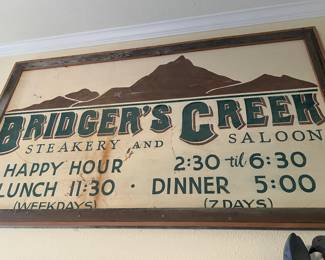 BRIDGER'S CREEK
STEAKERY AND SALOON
HAPPY HOUR 2:30 til 6:30
LUNCH 11:30 · DINNER 5:00
(WEEKDAYS) (7 DAYS)